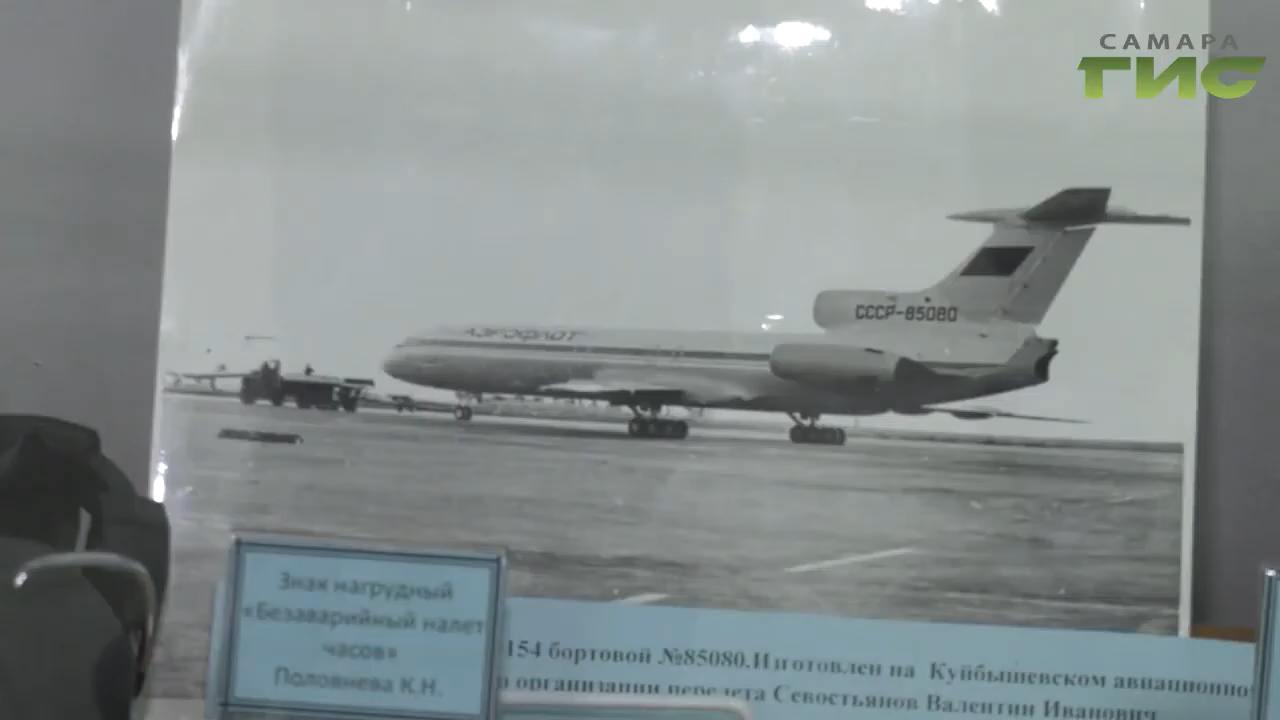 САМАРА
ГИС
АЭРОФЛОТ
СССР-85080
Знак нагрудный
«Безаварийный налет
часов»
Половнева К.Н.
154 бортовой №85080.Изготовлен на Куйбышевском авиационно
организации перелета Севостьянов Валентин Иванович